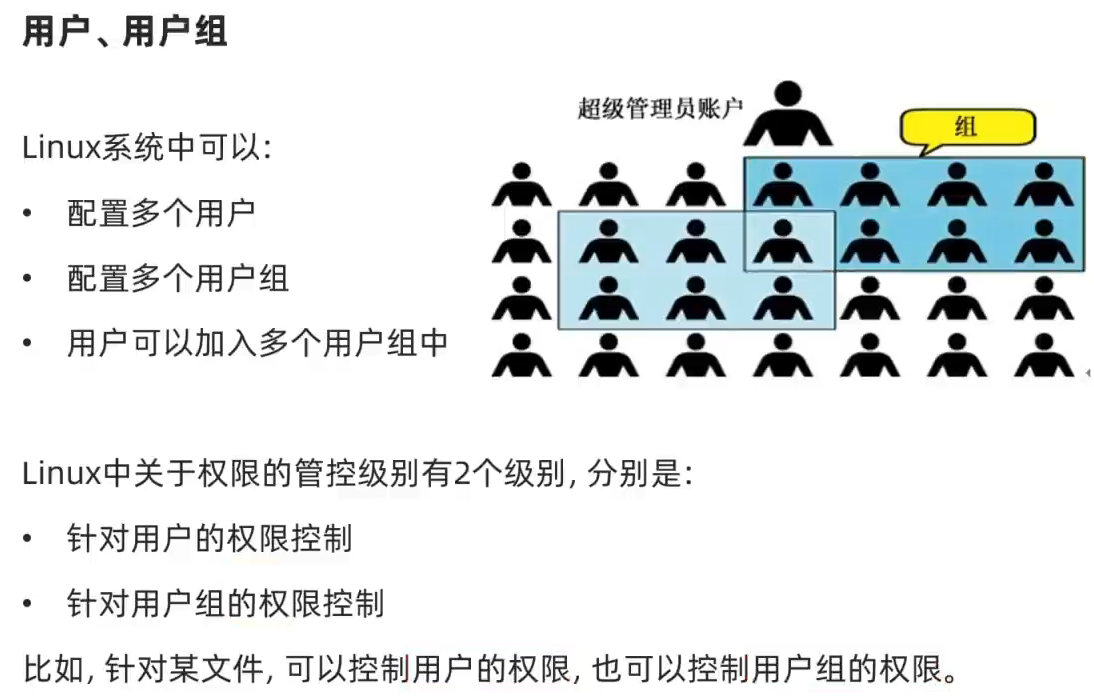 用户、用户组
超级管理员账户
组
Linux系统中可以:
• 配置多个用户
• 配置多个用户组
• 用户可以加入多个用户组中
Linux中关于权限的管控级别有2个级别, 分别是:
• 针对用户的权限控制
• 针对用户组的权限控制
比如, 针对某文件, 可以控制用户的权限, 也可以控制用户组的权限。